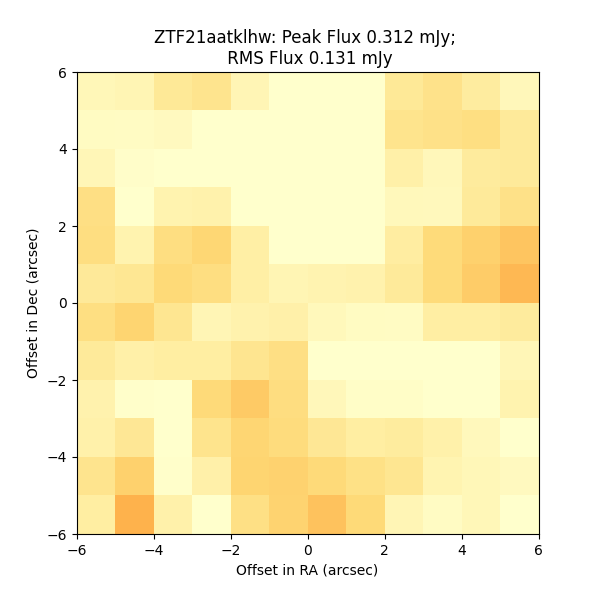 ZTF21aatklhw: Peak Flux 0.312 mJy;
RMS Flux 0.131 mJy
6
4
2
0
−2
−4
−6
Offset in Dec (arcsec)
−6 −4 −2 0 2 4 6
Offset in RA (arcsec)